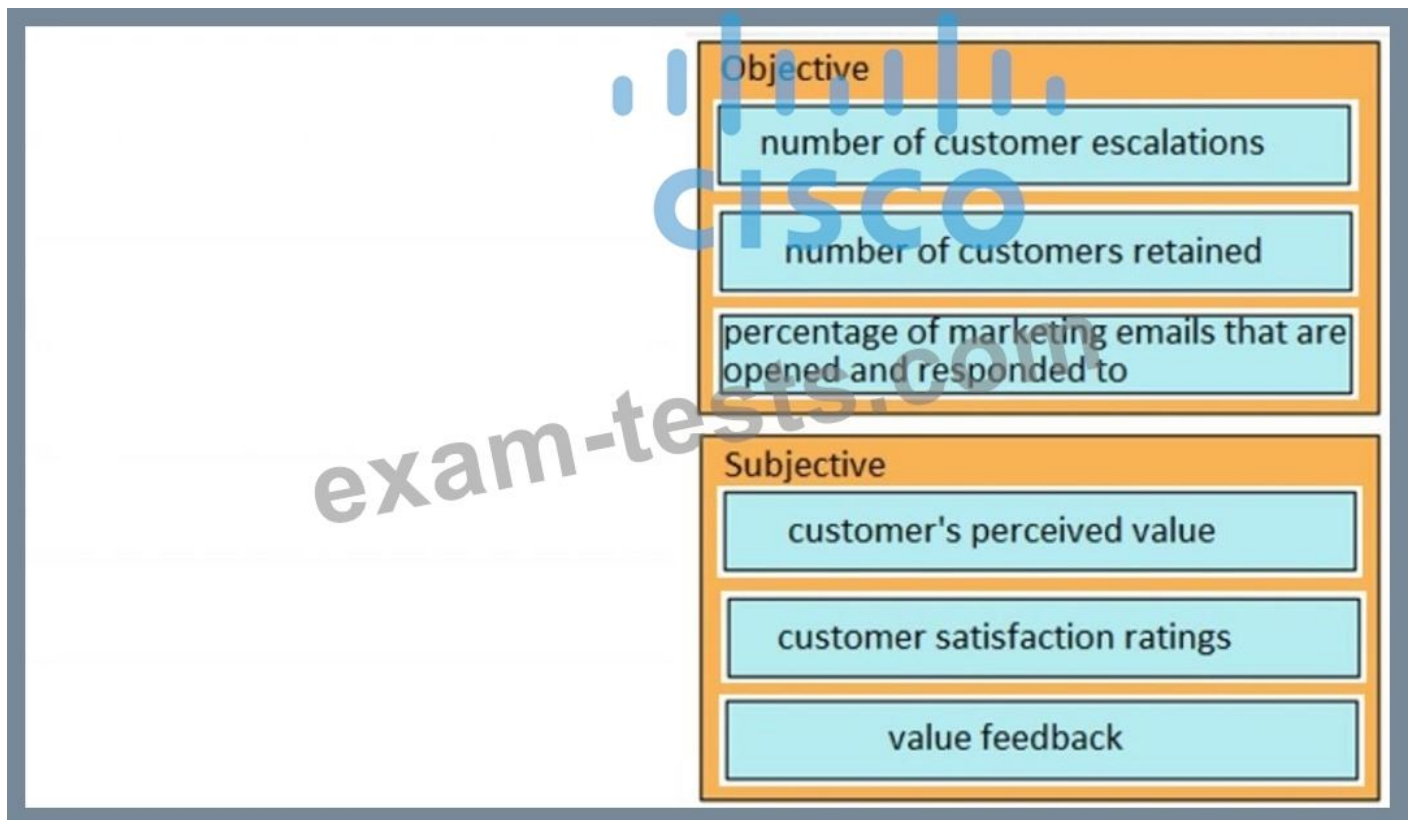 Objective
number of customer escalations
CISCO
number of customers retained
percentage of marketing emails that are
opened and responded to
exam-tests.com
Subjective
customer's perceived value
customer satisfaction ratings
value feedback